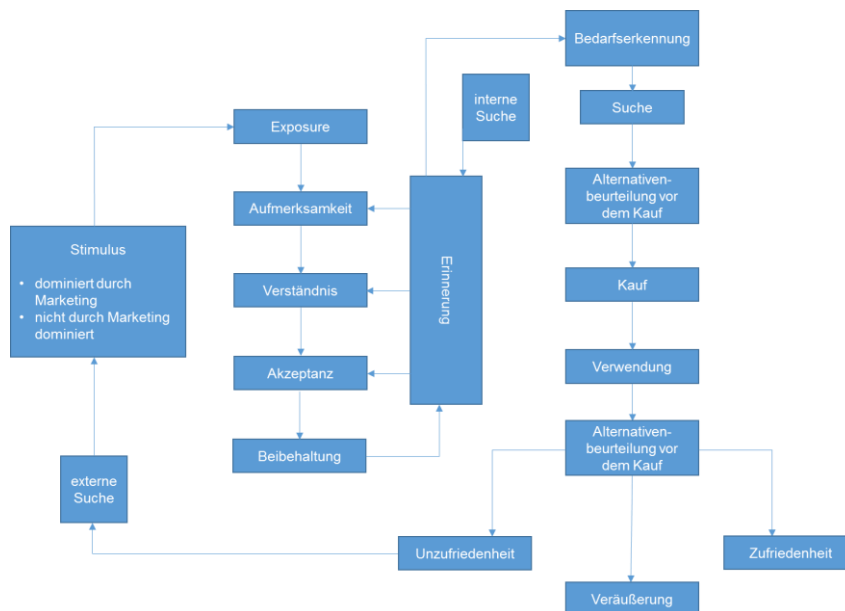 Bedarfserkennung
interne
Suche
Suche
Exposure
Alternativen-
beurteilung vor
dem Kauf
Aufmerksamkeit
Erinnerung
Stimulus
• dominiert durch
Marketing
• nicht durch Marketing
dominiert
Verständnis
Kauf
Akzeptanz
Verwendung
Beibehaltung
Alternativen-
beurteilung vor
dem Kauf
externe
Suche
Unzufriedenheit
Zufriedenheit
Veräußerung